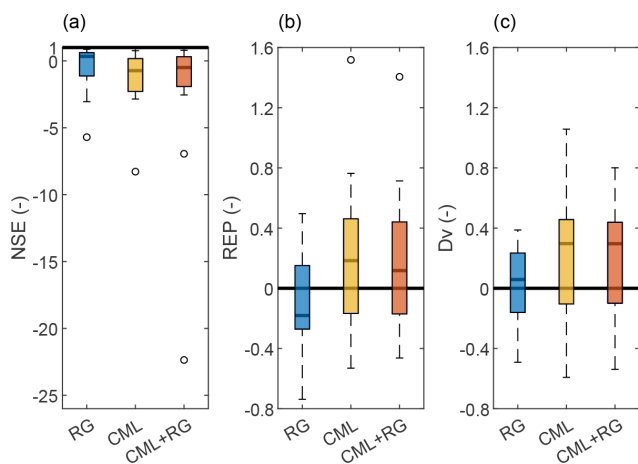 (a)
1
0
-5
-10
-15
-20
-25
NSE (-)
RG
CML
CML+RG
(b)
1.6
1.2
0.8
0.4
0
-0.4
-0.8
REP (-)
RG
CML
CML+RG
(c)
1.6
1.2
0.8
0.4
0
-0.4
-0.8
Dv (-)
RG
CML
CML+RG